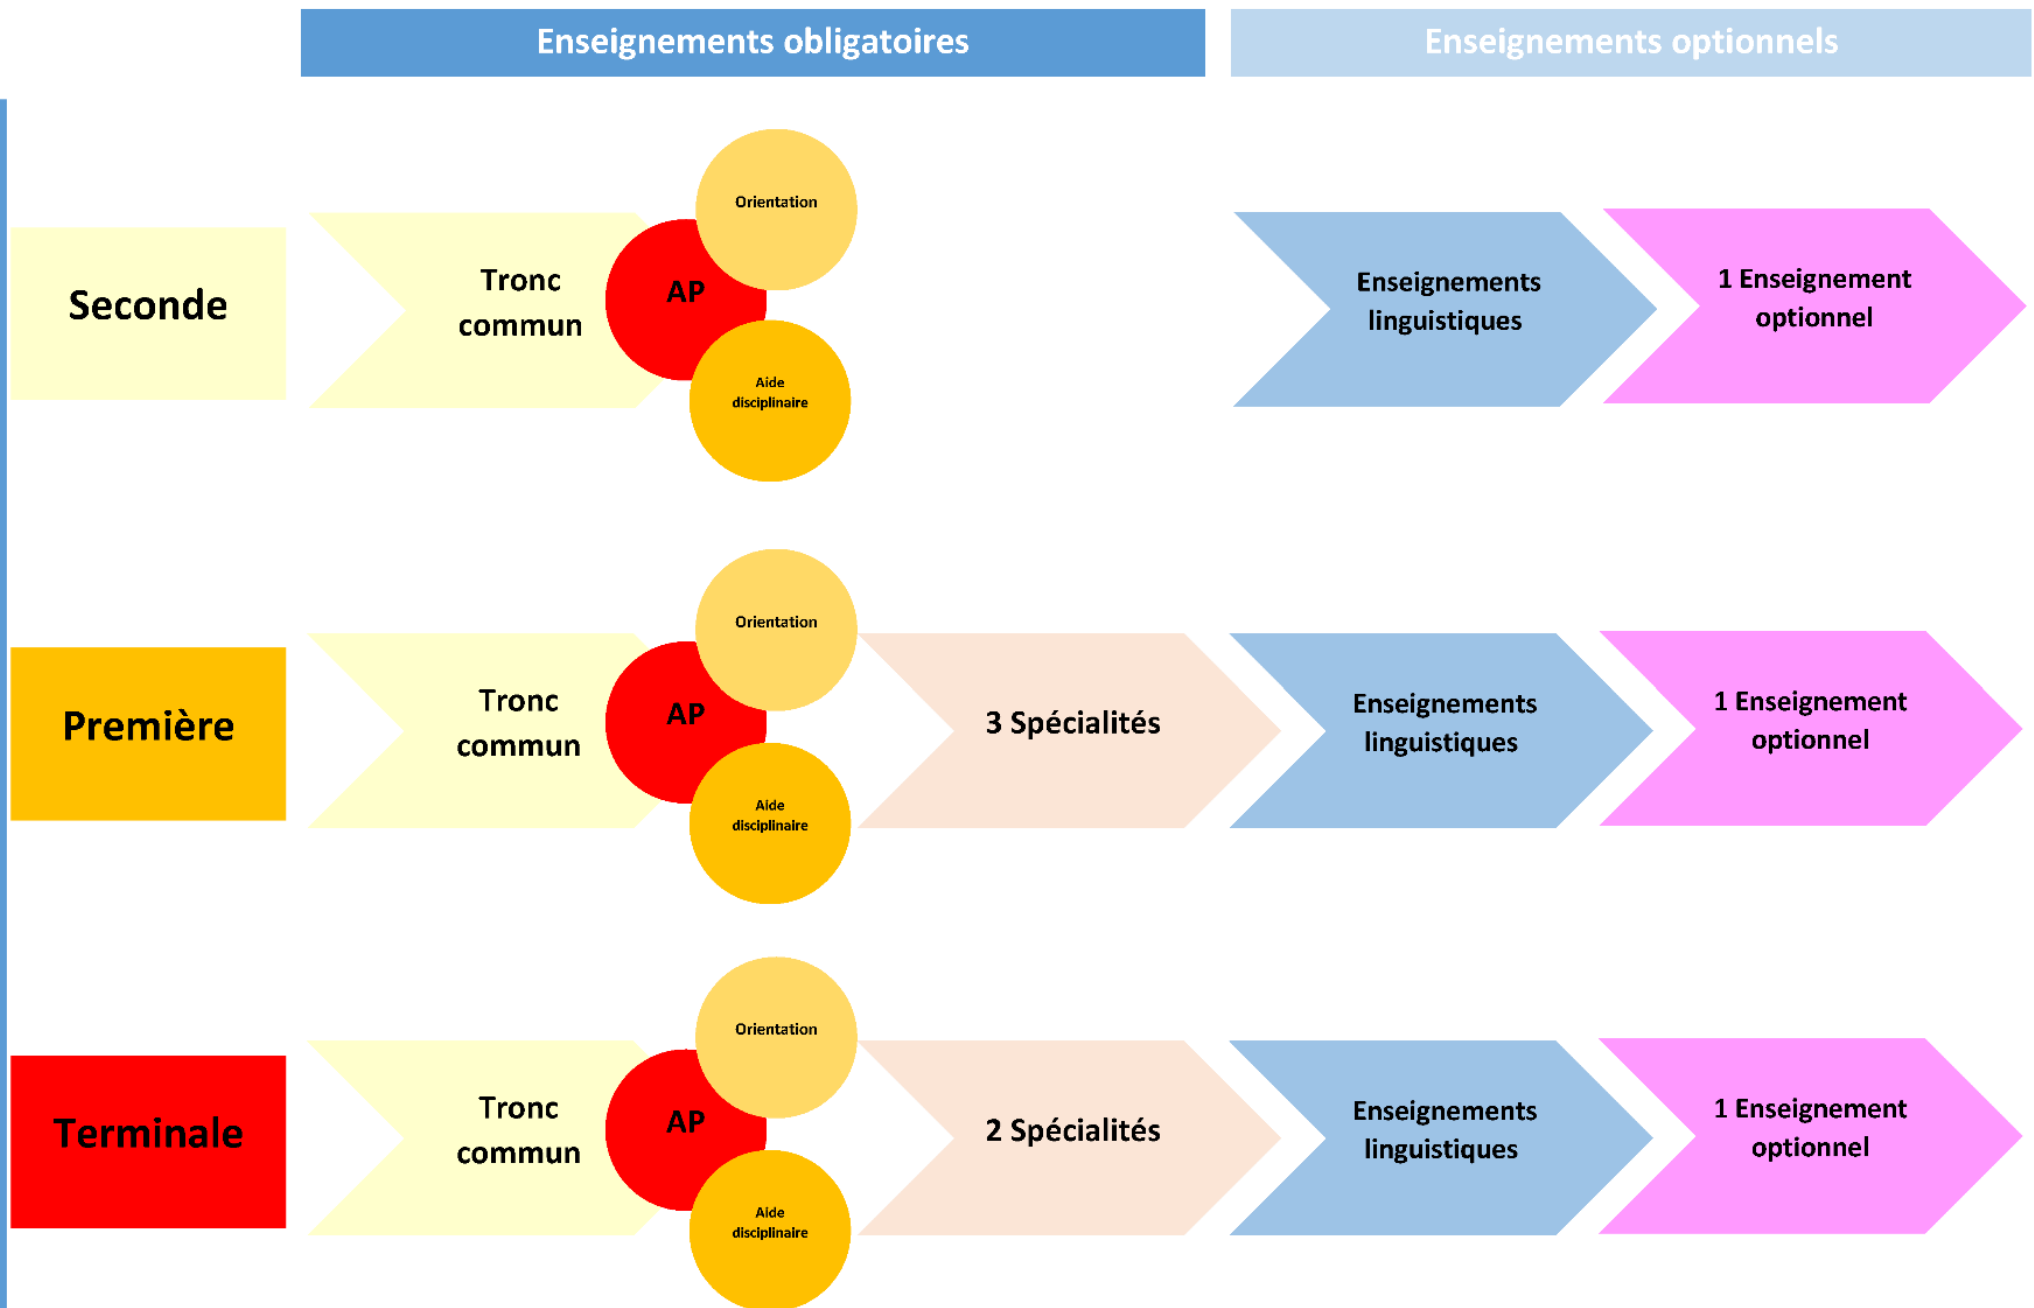 Enseignements obligatoires
Enseignements optionnels
Seconde
Tronc
commun
AP
Orientation
Aide
disciplinaire
Enseignements
linguistiques
1 Enseignement
optionnel
Première
Tronc
commun
AP
Orientation
Aide
disciplinaire
3 Spécialités
Enseignements
linguistiques
1 Enseignement
optionnel
Terminale
Tronc
commun
AP
Orientation
Aide
disciplinaire
2 Spécialités
Enseignements
linguistiques
1 Enseignement
optionnel